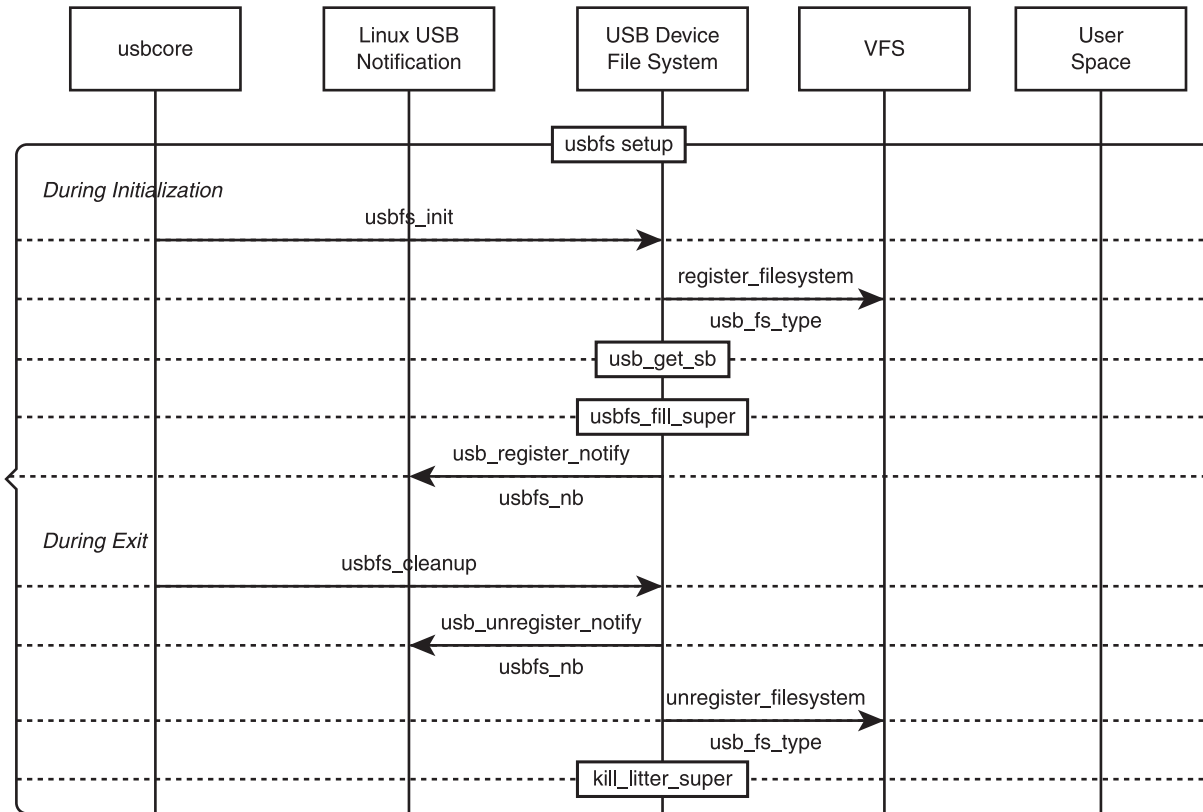 usbcore
Linux USB
Notification
USB Device
File System
VFS
User
Space
usbfs setup
During Initialization
usbfs_init
register_filesystem
usb_fs_type
usb_get_sb
usbfs_fill_super
usb_register_notify
usbfs_nb
During Exit
usbfs_cleanup
usb_unregister_notify
usbfs_nb
unregister_filesystem
usb_fs_type
kill_litter_super